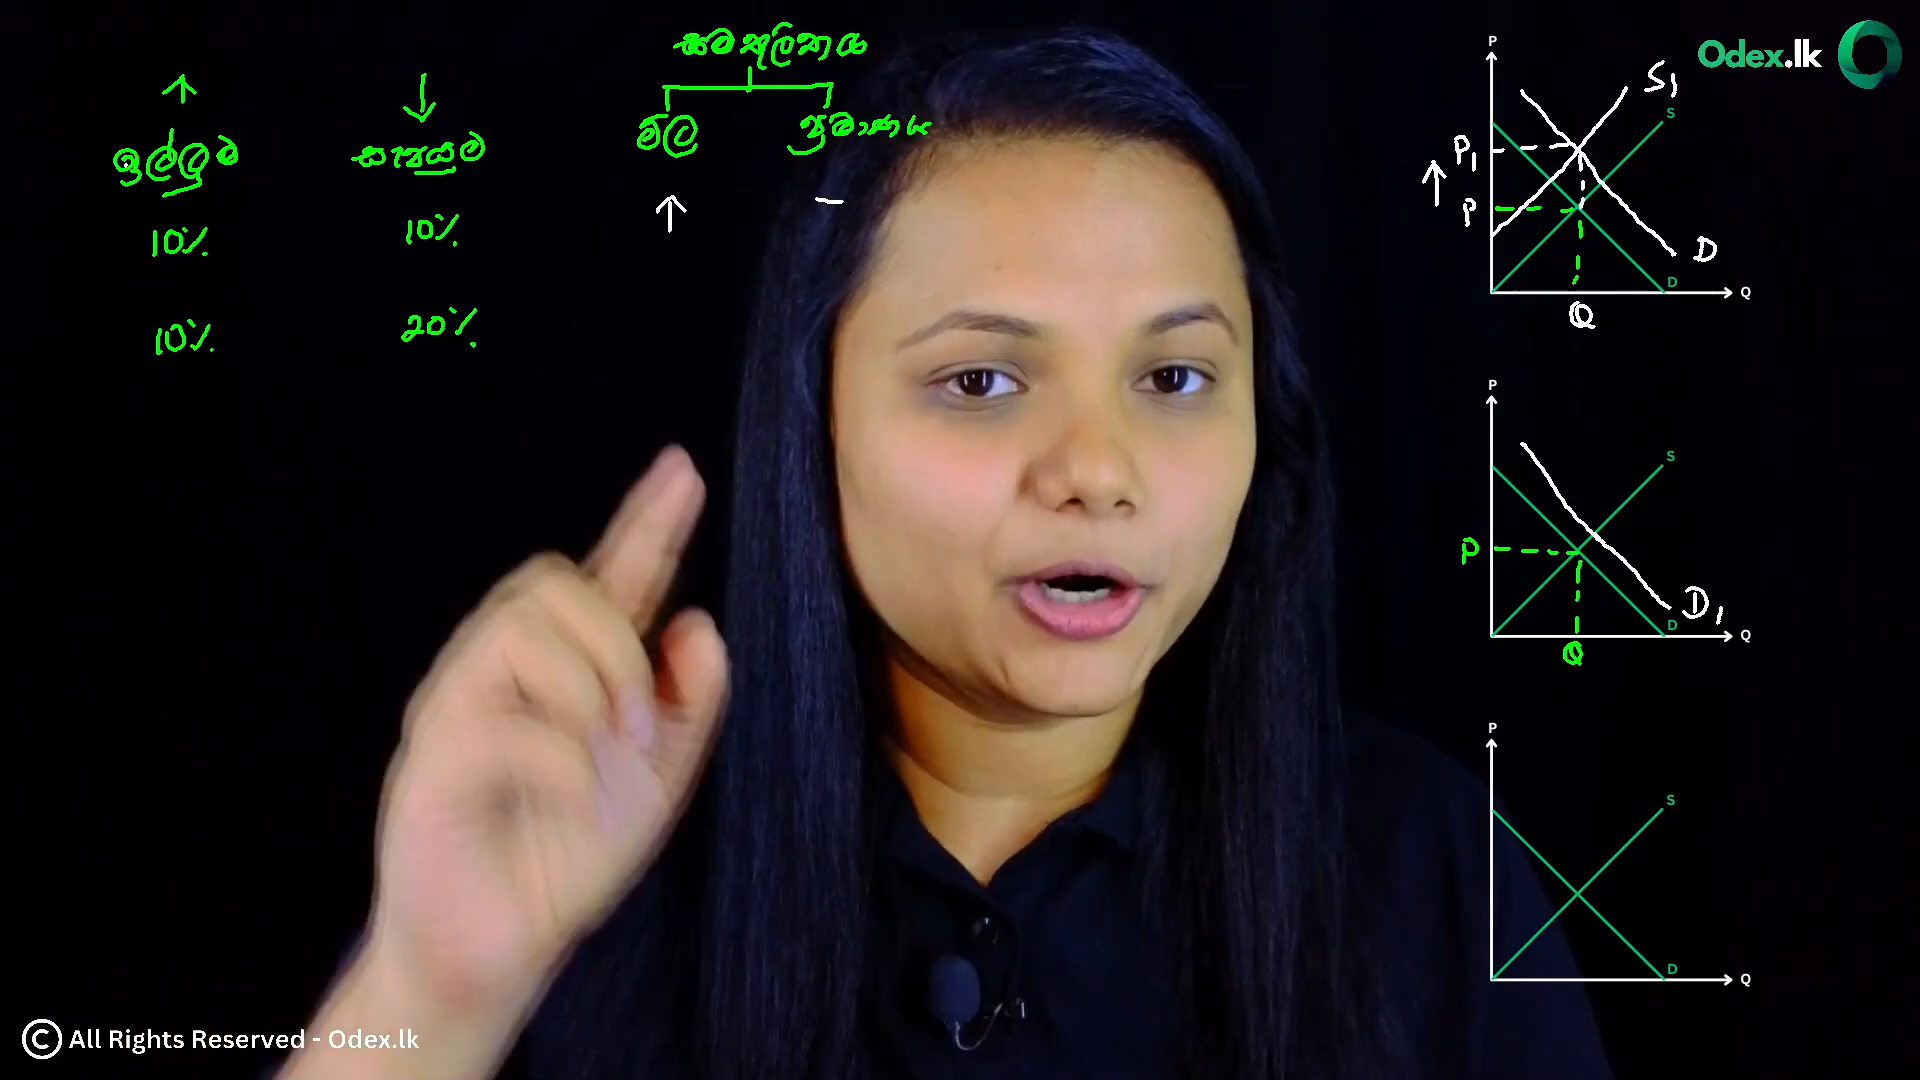 සමතුලිතය
↑ ↓
ඉල්ලුම සැපයුම මිල ප්‍රමාණය
10% 10% ↑ –
10% 20%
P
Odex.lk
S1
S
P1
↑
P
D
D
Q
Q
P
S
P
D1
D
Q
Q
P
S
D
Q
© All Rights Reserved - Odex.lk